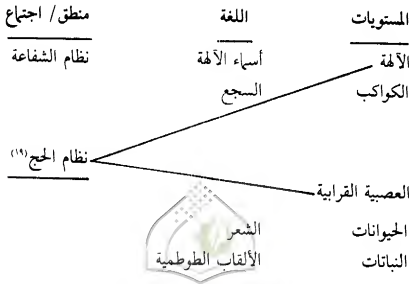 المستويات اللغة منطق/ اجتماع
الآلهة أسماء الآلهة نظام الشفاعة
الكواكب السجع
نظام الحج (١٩)
العصبية القرابية
الحيوانات الشعر
النباتات الألقاب الطوطمية